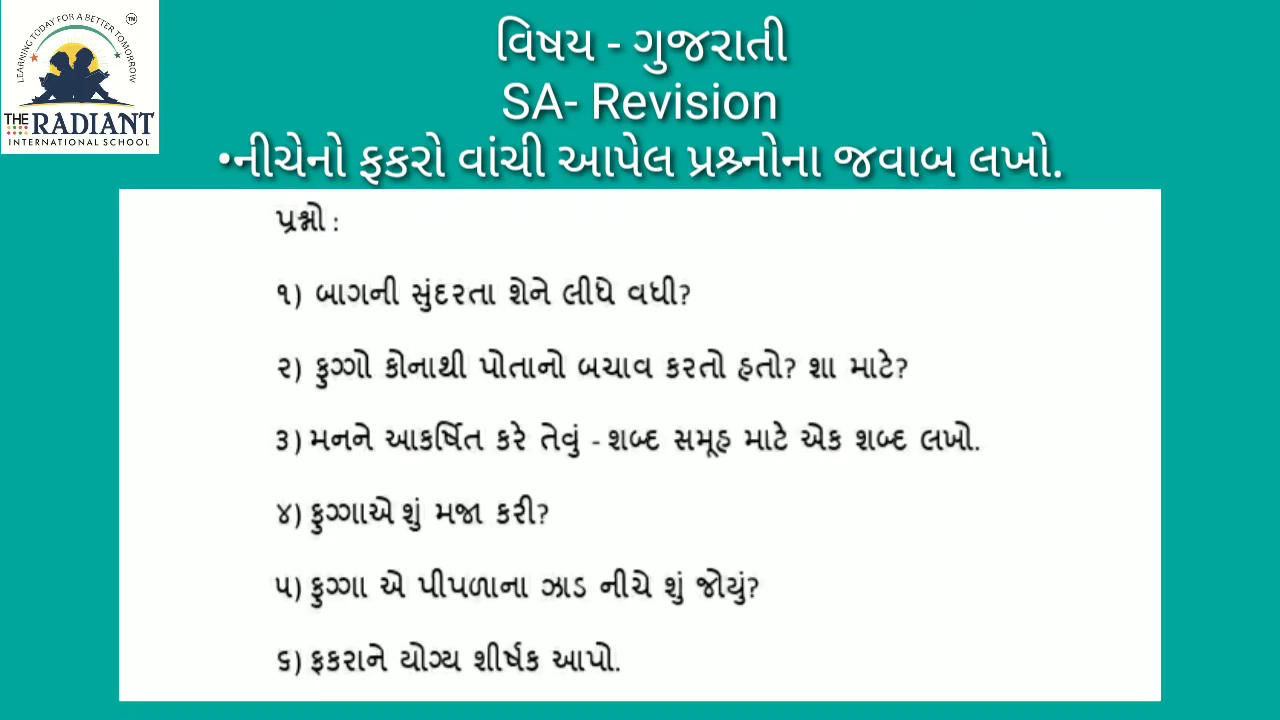 LEARNING TODAY FOR A BETTER TOMORROW
TM
THE RADIANT
INTERNATIONAL SCHOOL
વિષય - ગુજરાતી
SA- Revision
•નીચેનો ફકરો વાંચી આપેલ પ્રશ્ર્નોના જવાબ લખો.
પ્રશ્નો :
૧) બાગની સુંદરતા શેને લીધે વધી?
૨) ફુગ્ગો કોનાથી પોતાનો બચાવ કરતો હતો? શા માટે?
૩) મનને આકર્ષિત કરે તેવું - શબ્દ સમૂહ માટે એક શબ્દ લખો.
૪) ફુગ્ગાએ શું મજા કરી?
૫) ફુગ્ગા એ પીપળાના ઝાડ નીચે શું જોયું?
૬) ફકરાને યોગ્ય શીર્ષક આપો.